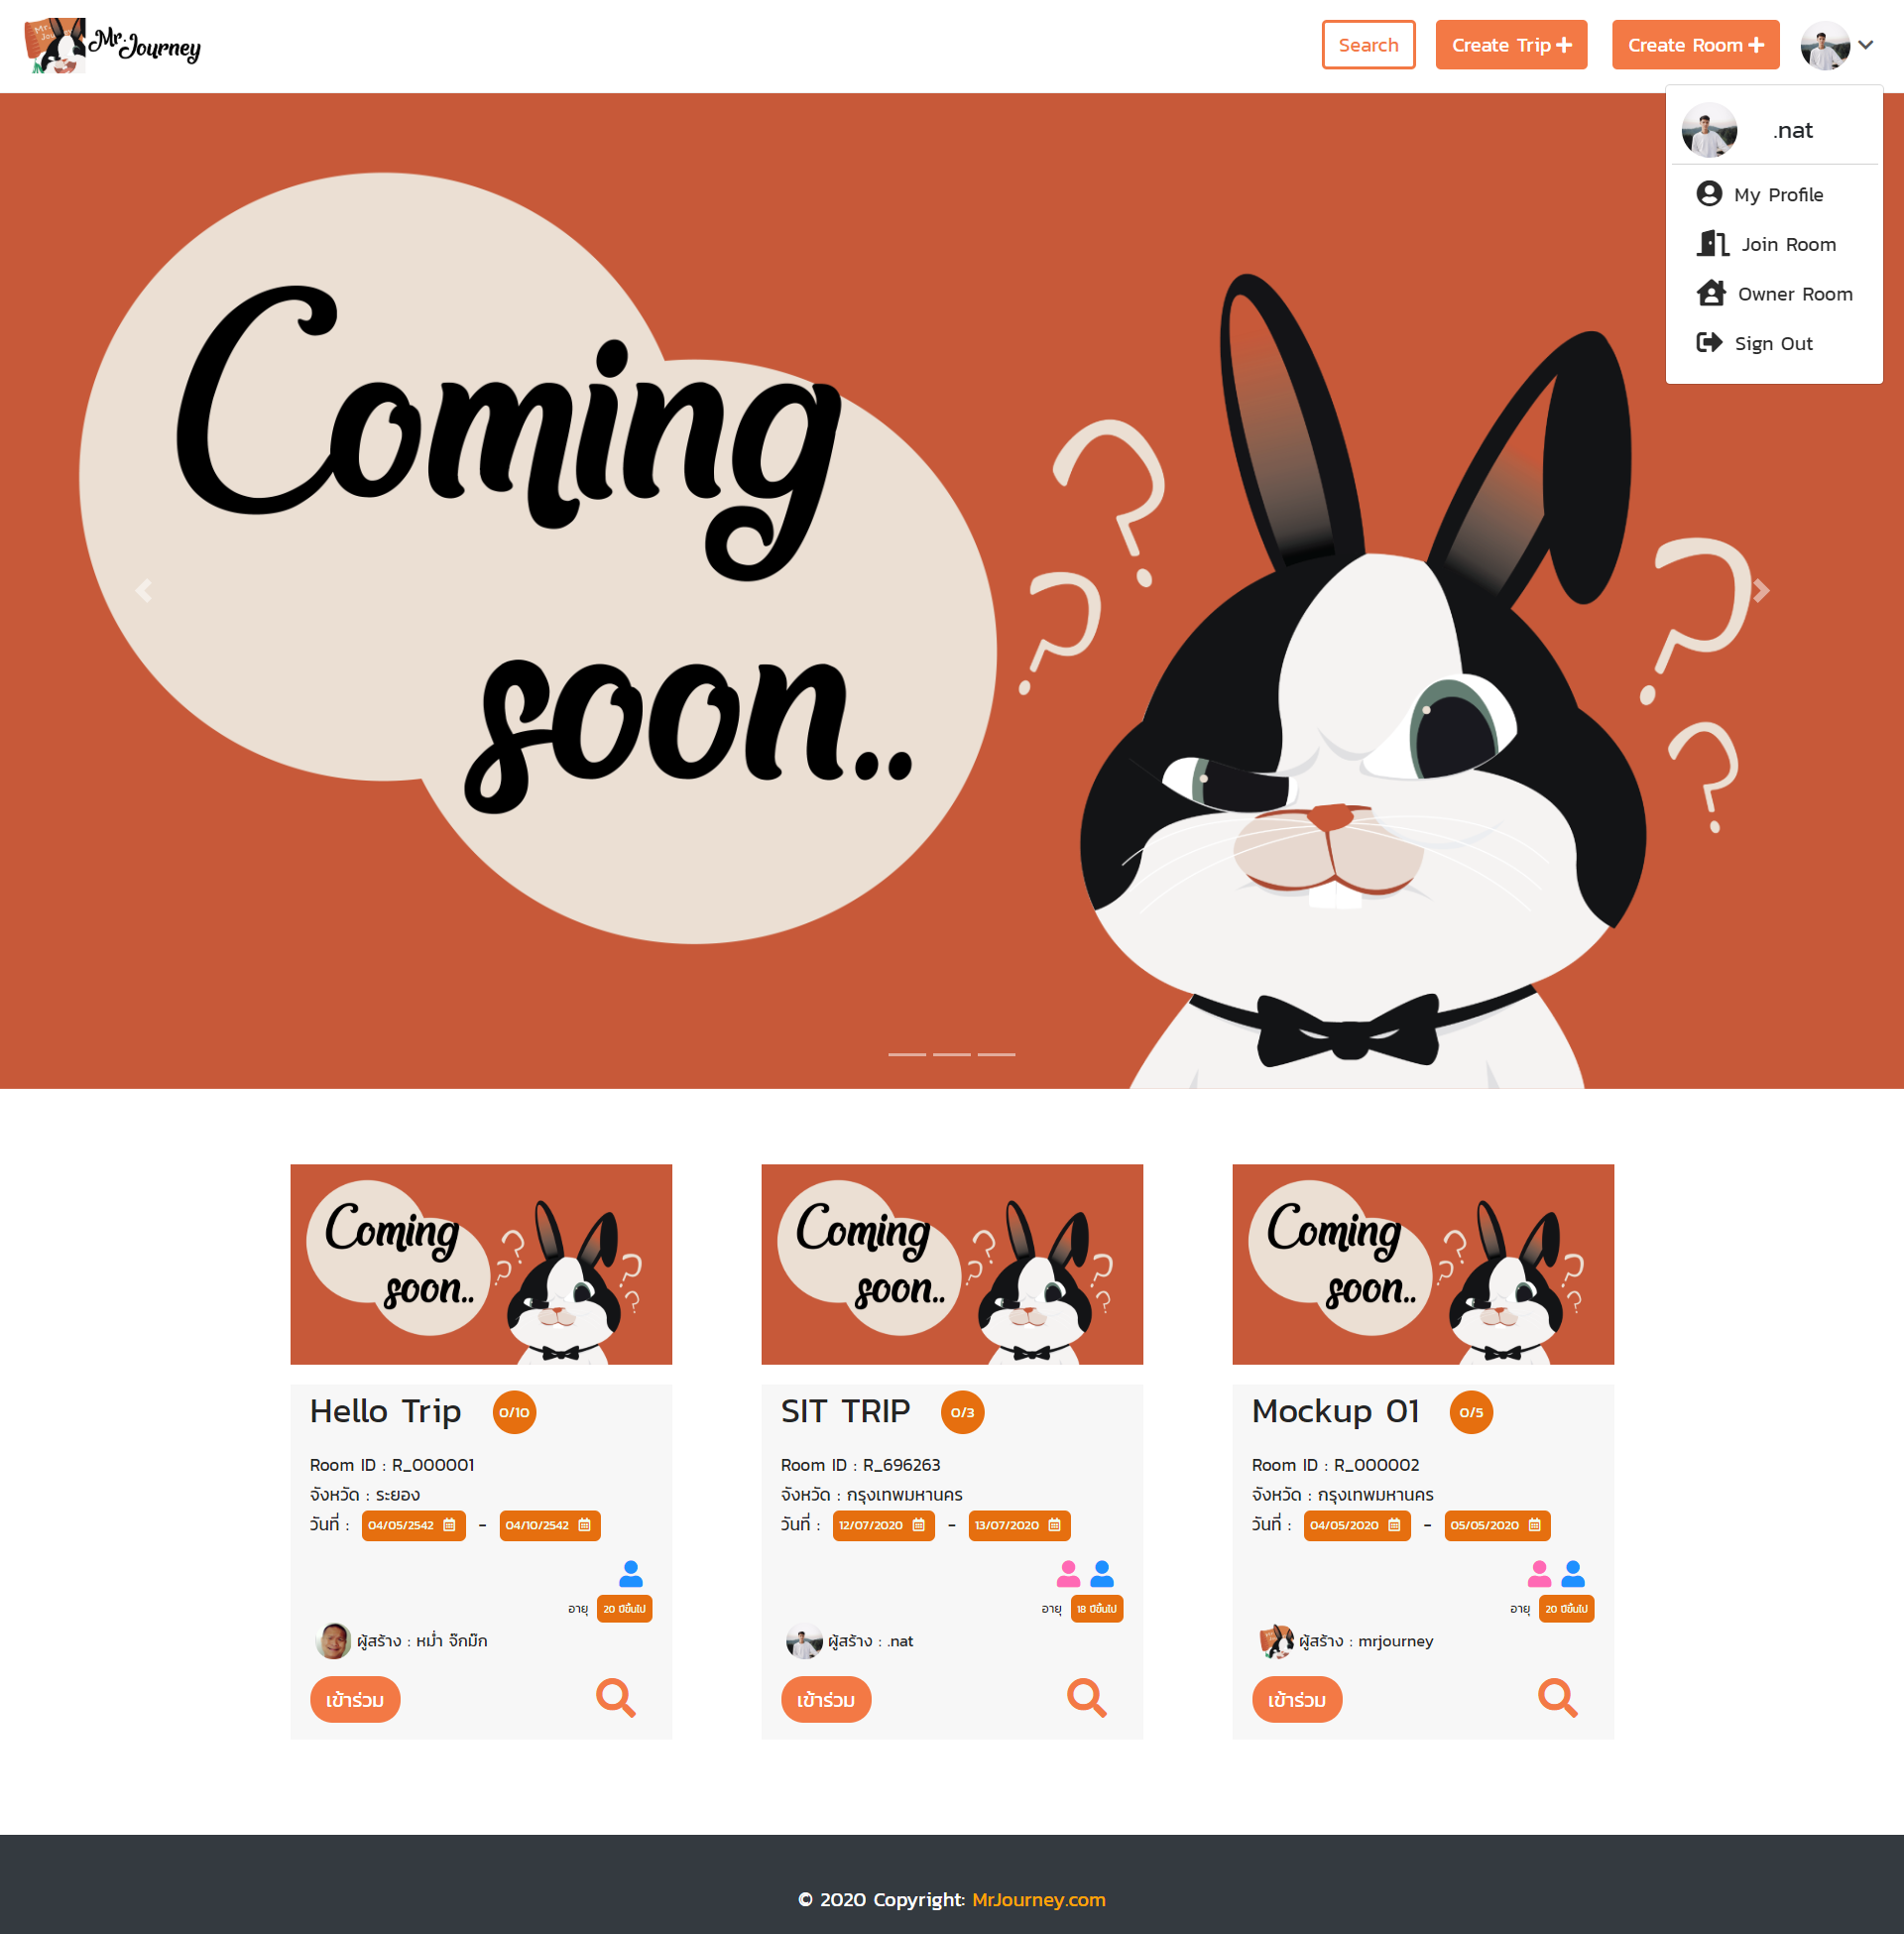 Mr. Journey
Search
Create Trip
Create Room
.nat
My Profile
Join Room
Owner Room
Sign Out
Coming
soon..
Coming
soon..
Hello Trip 0/10
Room ID : R_000001
จังหวัด : ระยอง
วันที่ : 04/05/2542 - 04/10/2542
อายุ 20 ปีขึ้นไป
ผู้สร้าง : หม่ำ จ๊กม๊ก
เข้าร่วม
Coming
soon..
SIT TRIP 0/3
Room ID : R_696263
จังหวัด : กรุงเทพมหานคร
วันที่ : 12/07/2020 - 13/07/2020
อายุ 18 ปีขึ้นไป
ผู้สร้าง : .nat
เข้าร่วม
Coming
soon..
Mockup 01 0/5
Room ID : R_000002
จังหวัด : กรุงเทพมหานคร
วันที่ : 04/05/2020 - 05/05/2020
อายุ 20 ปีขึ้นไป
ผู้สร้าง : mrjourney
เข้าร่วม
© 2020 Copyright: MrJourney.com